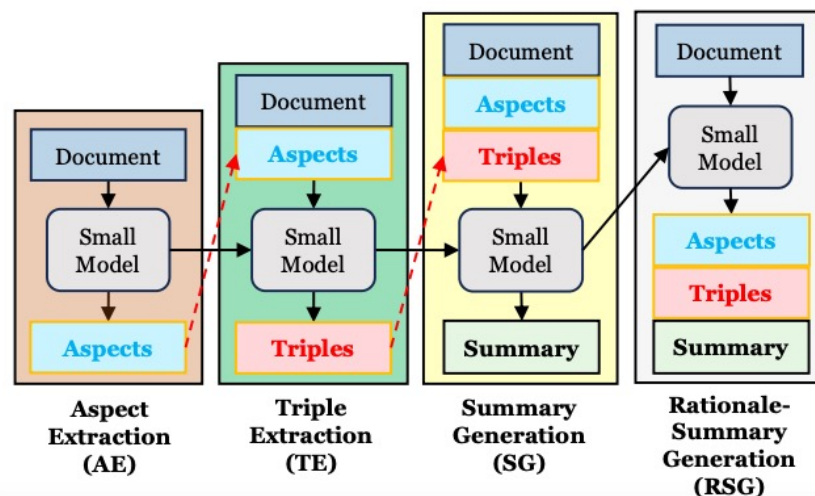 Document
Small
Model
Aspects
Aspect
Extraction
(AE)
Document
Aspects
Small
Model
Triples
Triple
Extraction
(TE)
Document
Aspects
Triples
Small
Model
Summary
Summary
Generation
(SG)
Document
Small
Model
Aspects
Triples
Summary
Rationale-
Summary
Generation
(RSG)